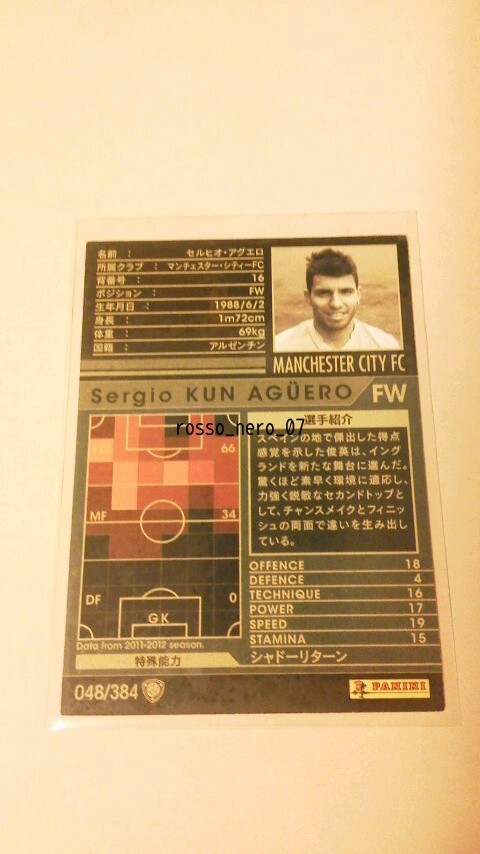 名前 : セルヒオ・アグエロ
所属クラブ : マンチェスター・シティーFC
背番号 : 16
ポジション : FW
生年月日 : 1988/6/2
身長 : 1m72cm
体重 : 69kg
国籍 : アルゼンチン
MANCHESTER CITY FC
Sergio KUN AGÜERO FW
rosso_nero_07
66
MF 34
DF 0
GK
Data from 2011-2012 season.
特殊能力
選手紹介
スペインの地で傑出した得点
感覚を示した俊英は、イング
ランドを新たな舞台に選んだ。
驚くほど素早く環境に適応し、
力強く鋭敏なセカンドトップと
して、チャンスメイクとフィニッ
シュの両面で違いを生み出し
ている。
OFFENCE 18
DEFENCE 4
TECHNIQUE 16
POWER 17
SPEED 19
STAMINA 15
シャドーリターン
048/384
PANINI